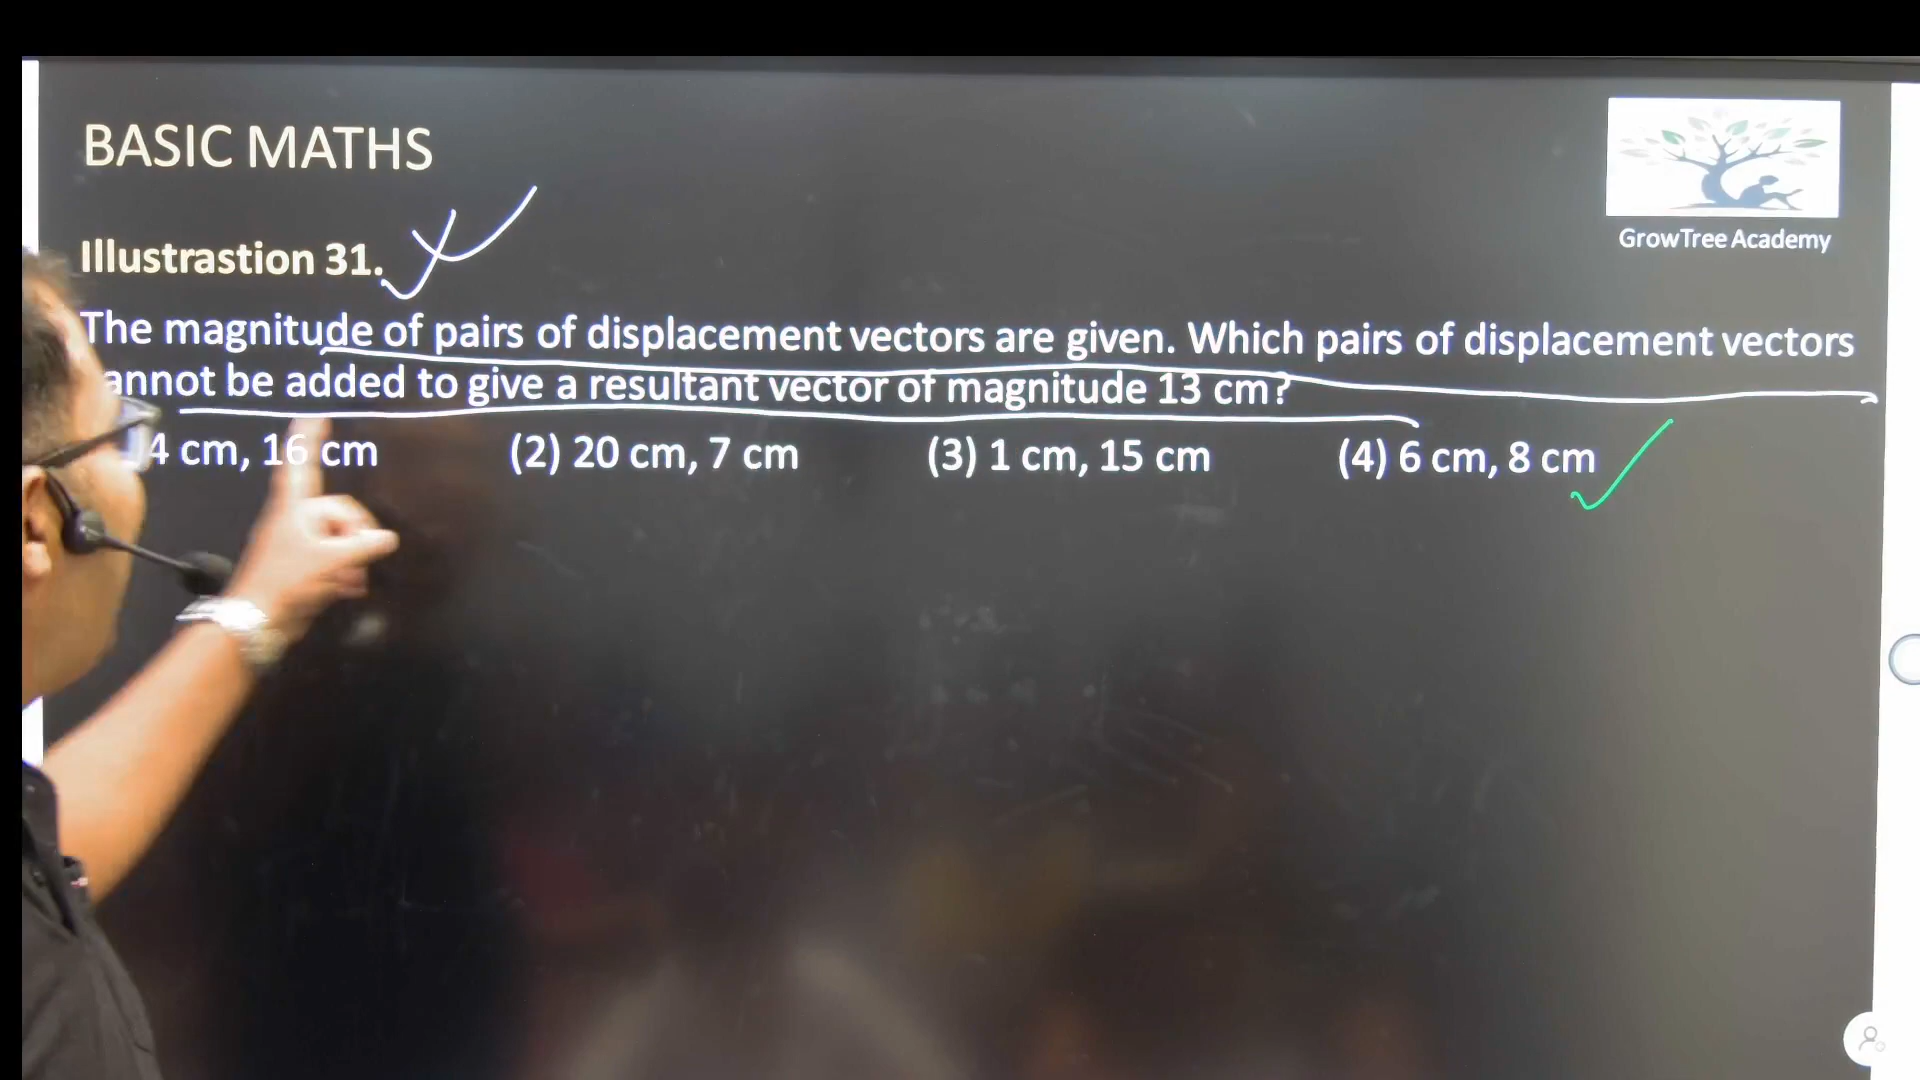 BASIC MATHS
GrowTree Academy
Illustrastion 31.
The magnitude of pairs of displacement vectors are given. Which pairs of displacement vectors
annot be added to give a resultant vector of magnitude 13 cm?
4 cm, 16 cm (2) 20 cm, 7 cm (3) 1 cm, 15 cm (4) 6 cm, 8 cm